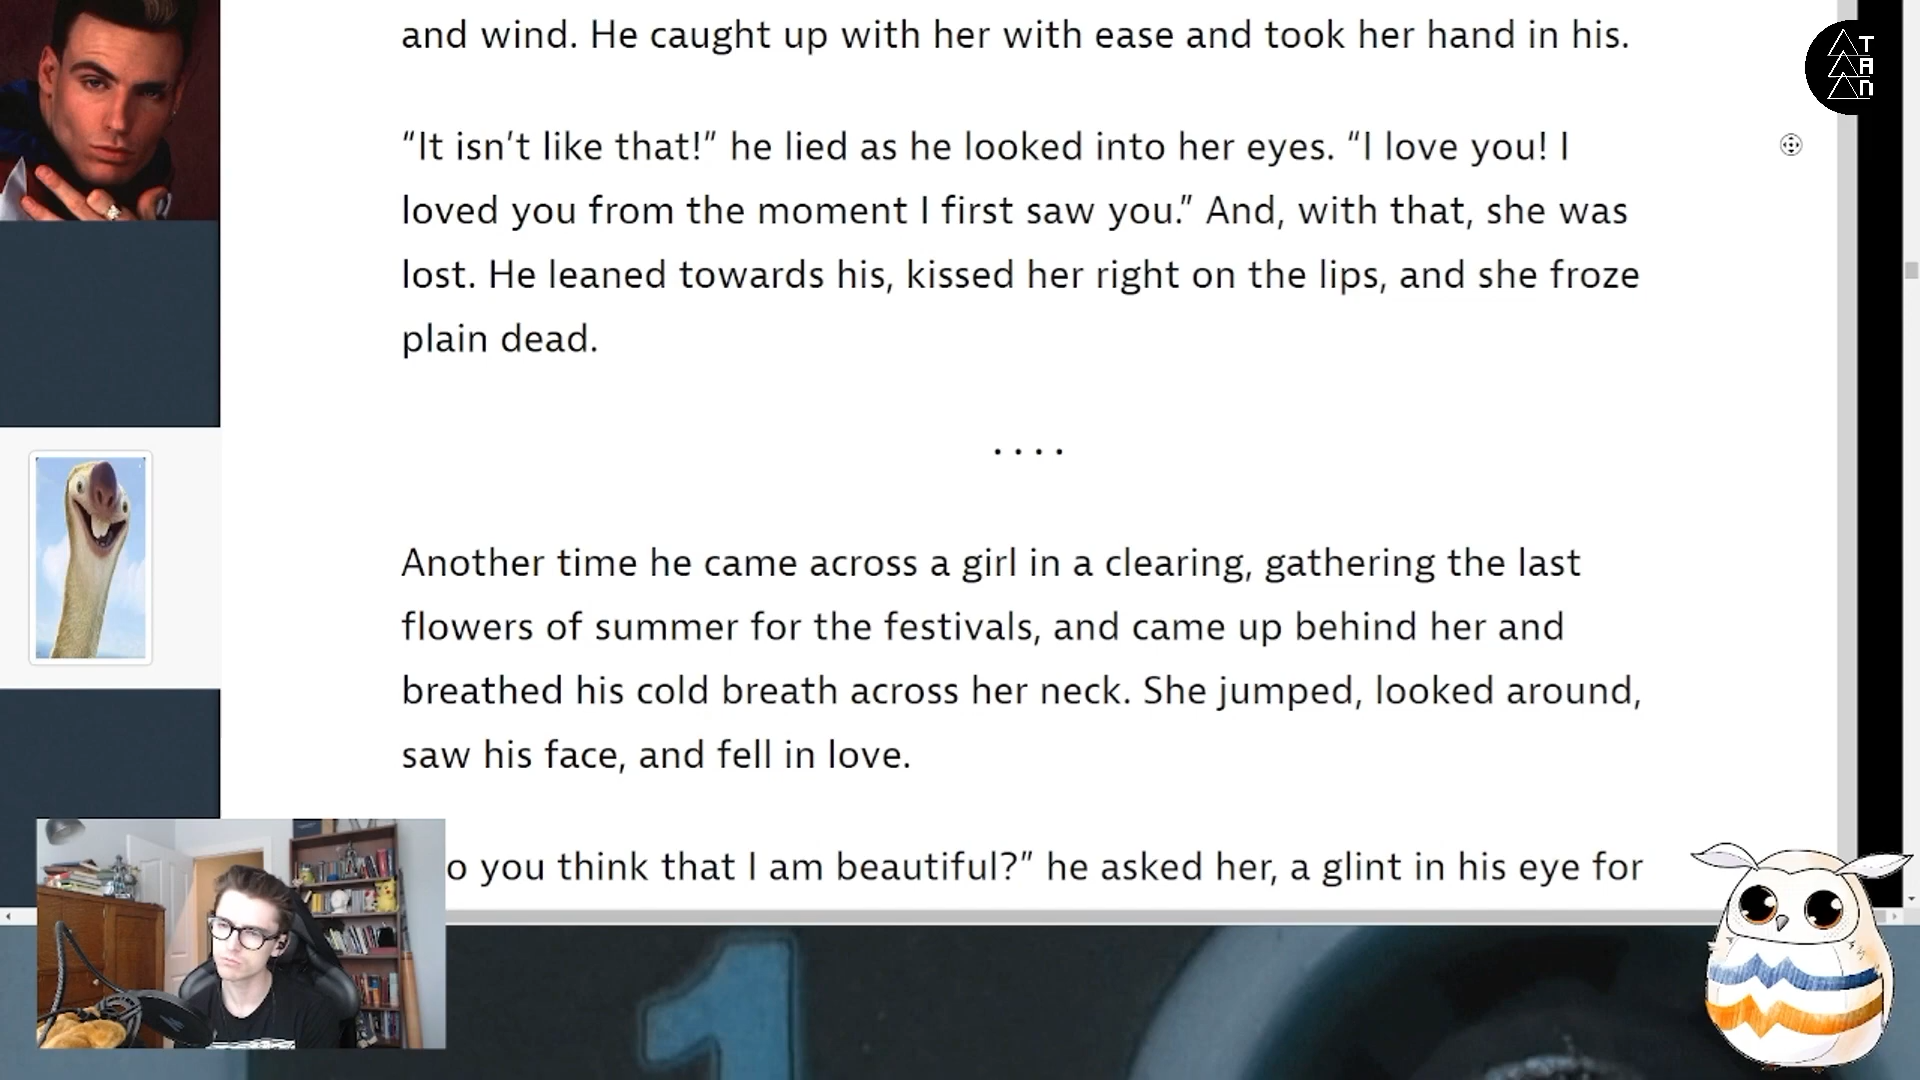 and wind. He caught up with her with ease and took her hand in his.
“It isn’t like that!” he lied as he looked into her eyes. “I love you! I
loved you from the moment I first saw you.” And, with that, she was
lost. He leaned towards his, kissed her right on the lips, and she froze
plain dead.
. . . .
Another time he came across a girl in a clearing, gathering the last
flowers of summer for the festivals, and came up behind her and
breathed his cold breath across her neck. She jumped, looked around,
saw his face, and fell in love.
o you think that I am beautiful?” he asked her, a glint in his eye for
TAN
1